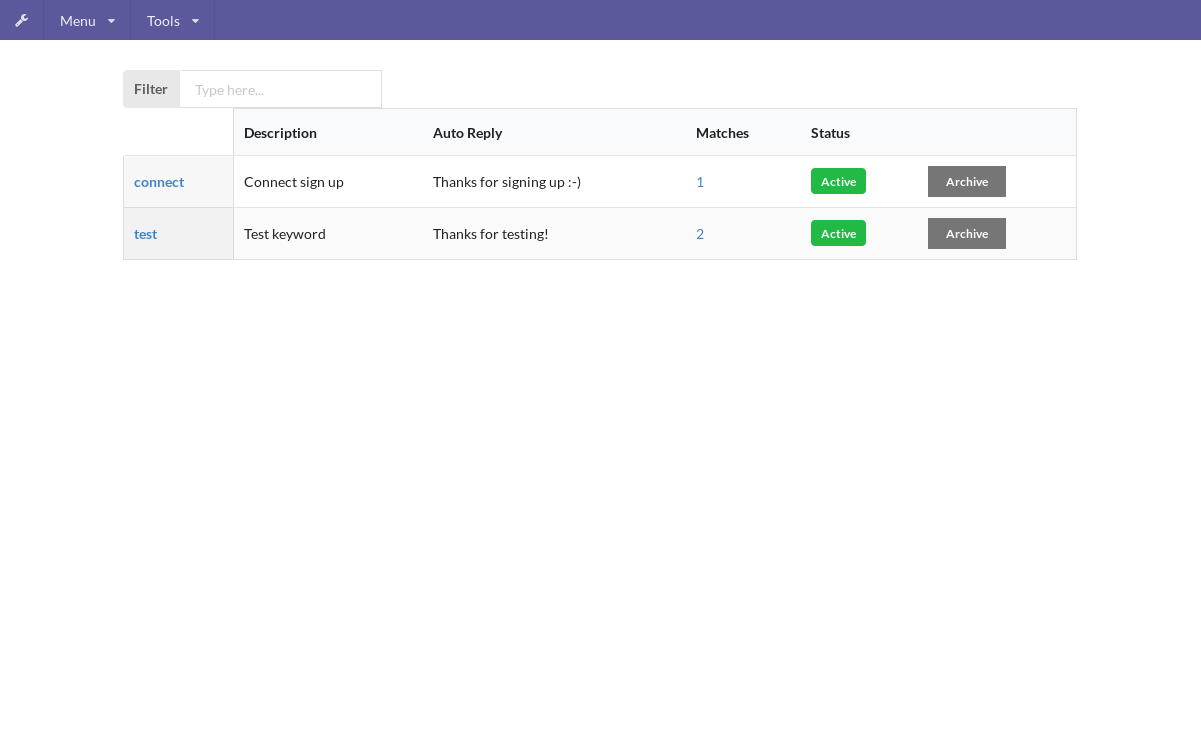 Menu Tools
Filter Type here...
Description Auto Reply Matches Status
connect Connect sign up Thanks for signing up :-) 1 Active Archive
test Test keyword Thanks for testing! 2 Active Archive